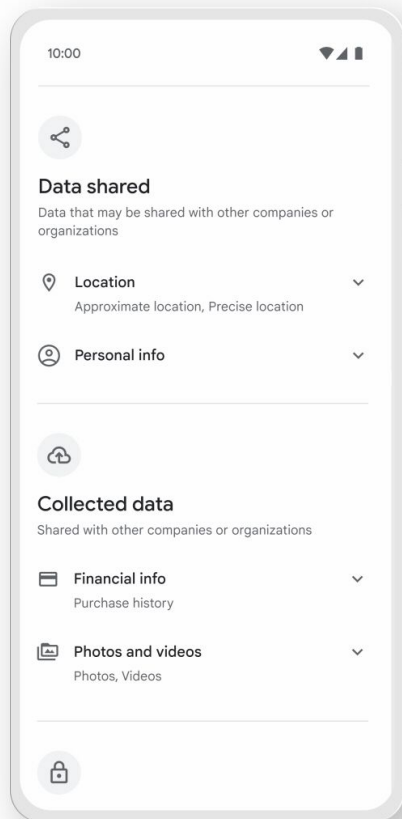 10:00
Data shared
Data that may be shared with other companies or
organizations
Location
Approximate location, Precise location
Personal info
Collected data
Shared with other companies or organizations
Financial info
Purchase history
Photos and videos
Photos, Videos